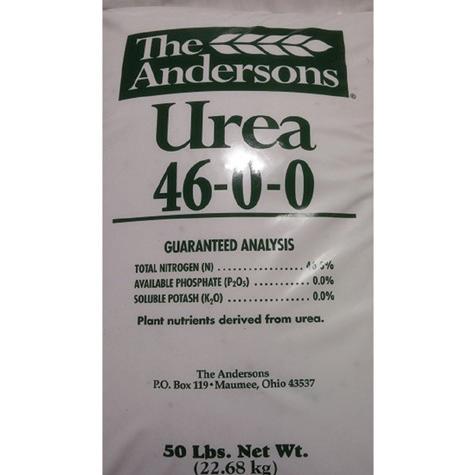 The
Andersons®
Urea
46-0-0
GUARANTEED ANALYSIS
TOTAL NITROGEN (N) ................. 46.0%
AVAILABLE PHOSPHATE (P₂O₅) ........... 0.0%
SOLUBLE POTASH (K₂O) ................ 0.0%
Plant nutrients derived from urea.
The Andersons
P.O. Box 119 • Maumee, Ohio 43537
50 Lbs. Net Wt.
(22.68 kg)